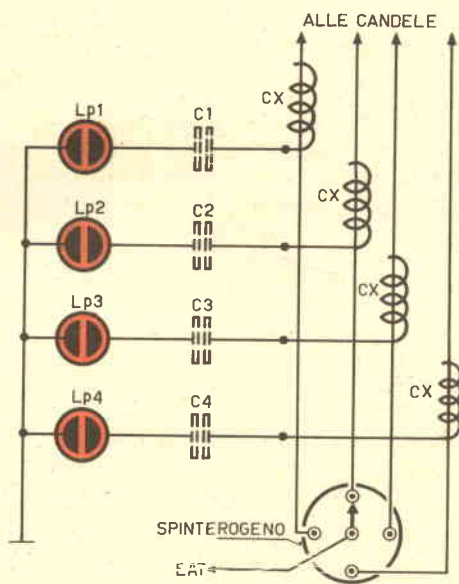 ALLE CANDELE
CX
Lp1
C1
Lp2
C2
CX
Lp3
C3
CX
Lp4
C4
CX
SPINTEROGENO
EAT